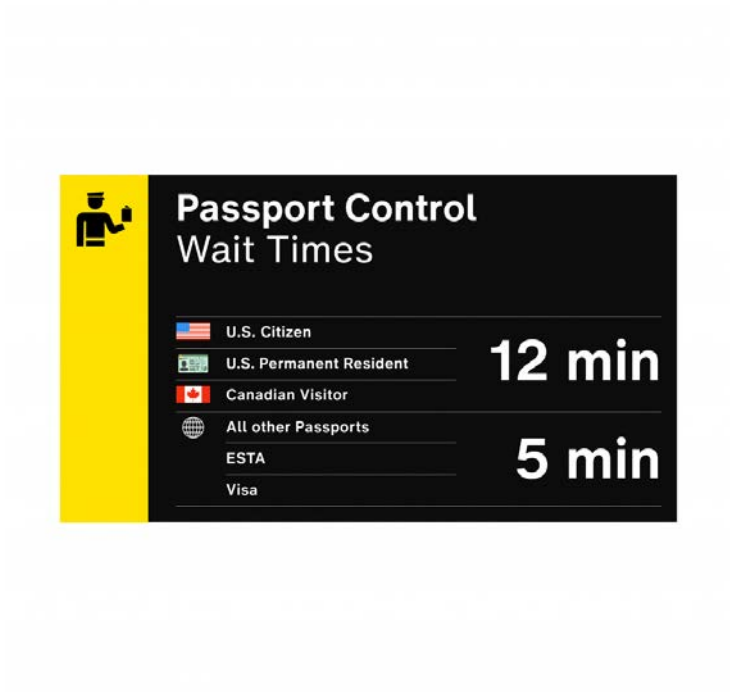 Passport Control
Wait Times
U.S. Citizen
U.S. Permanent Resident
Canadian Visitor
12 min
All other Passports
ESTA
Visa
5 min